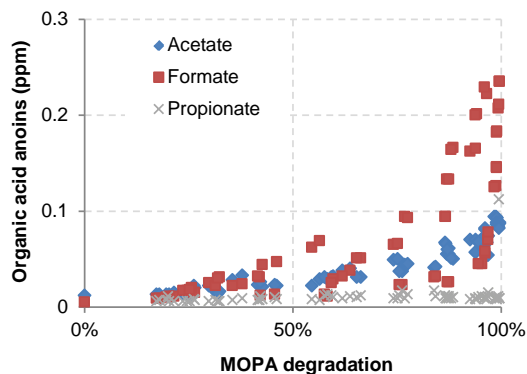 0.3
0.2
0.1
0
Organic acid anoins (ppm)
Acetate
Formate
Propionate
0%
50%
100%
MOPA degradation